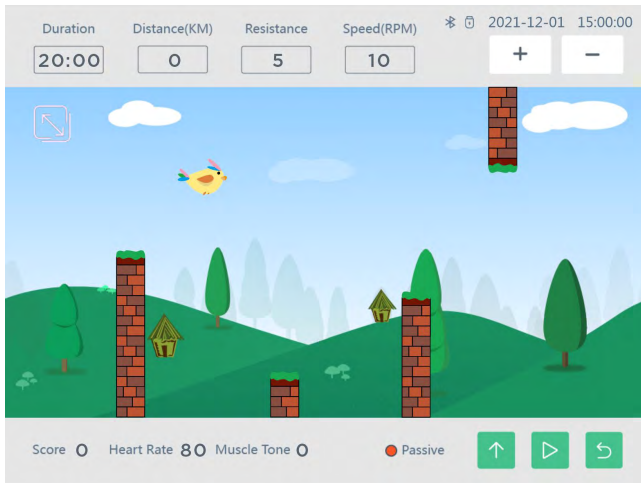 Duration Distance(KM) Resistance Speed(RPM) 2021-12-01 15:00:00
20:00 0 5 10 + −
Score 0 Heart Rate 80 Muscle Tone 0 Passive